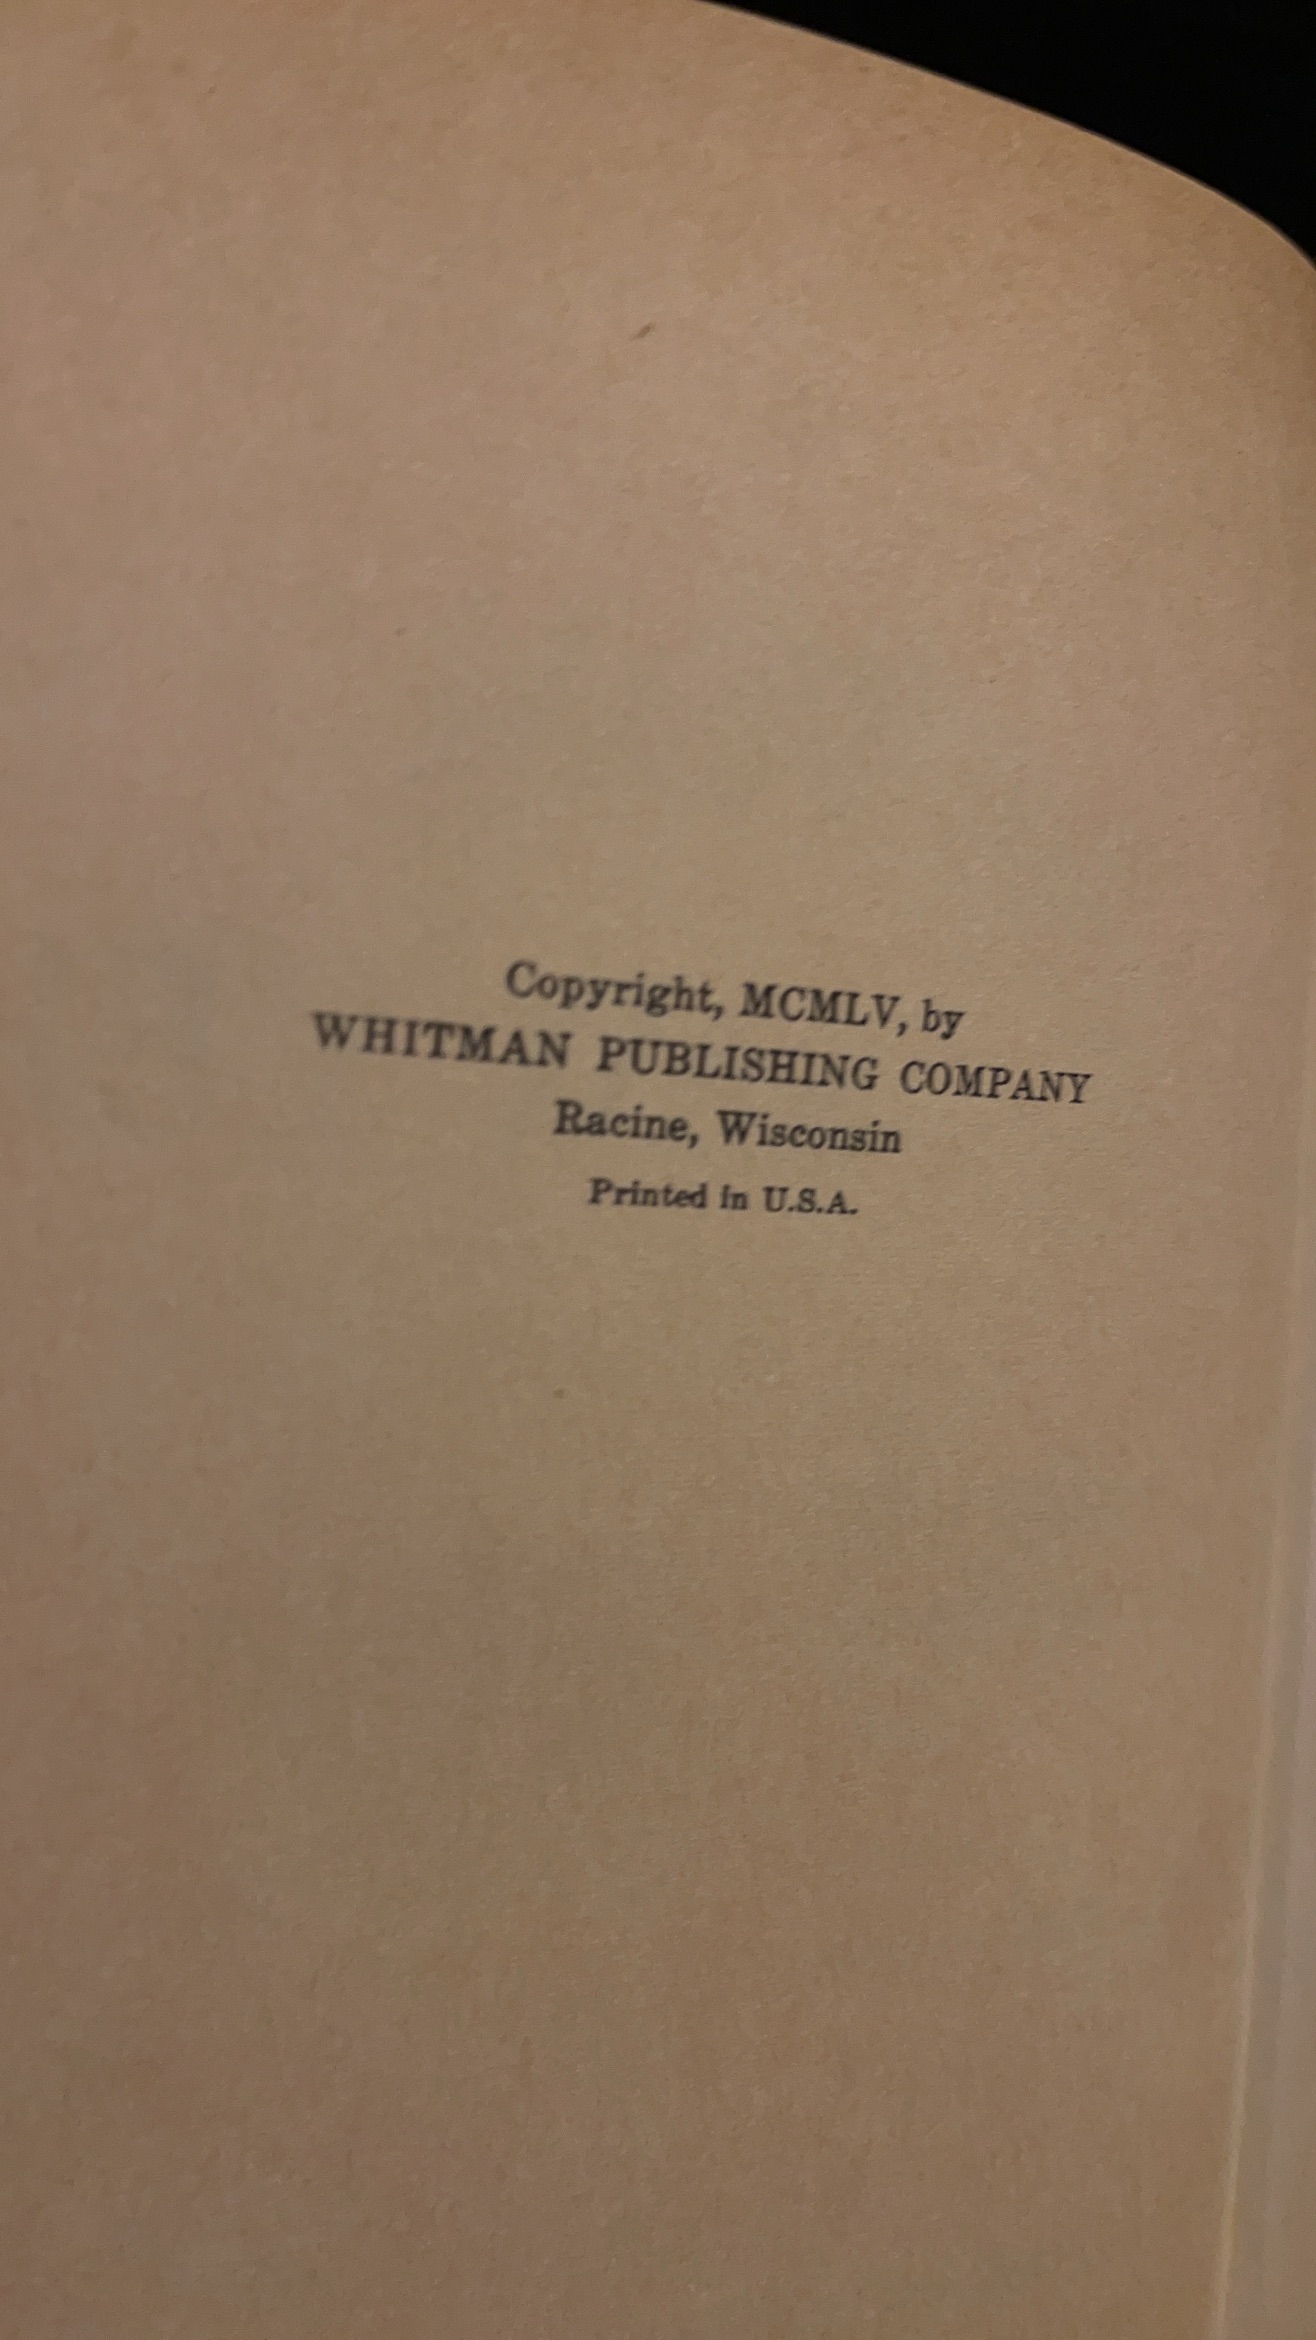 Copyright, MCMLV, by
WHITMAN PUBLISHING COMPANY
Racine, Wisconsin
Printed in U.S.A.